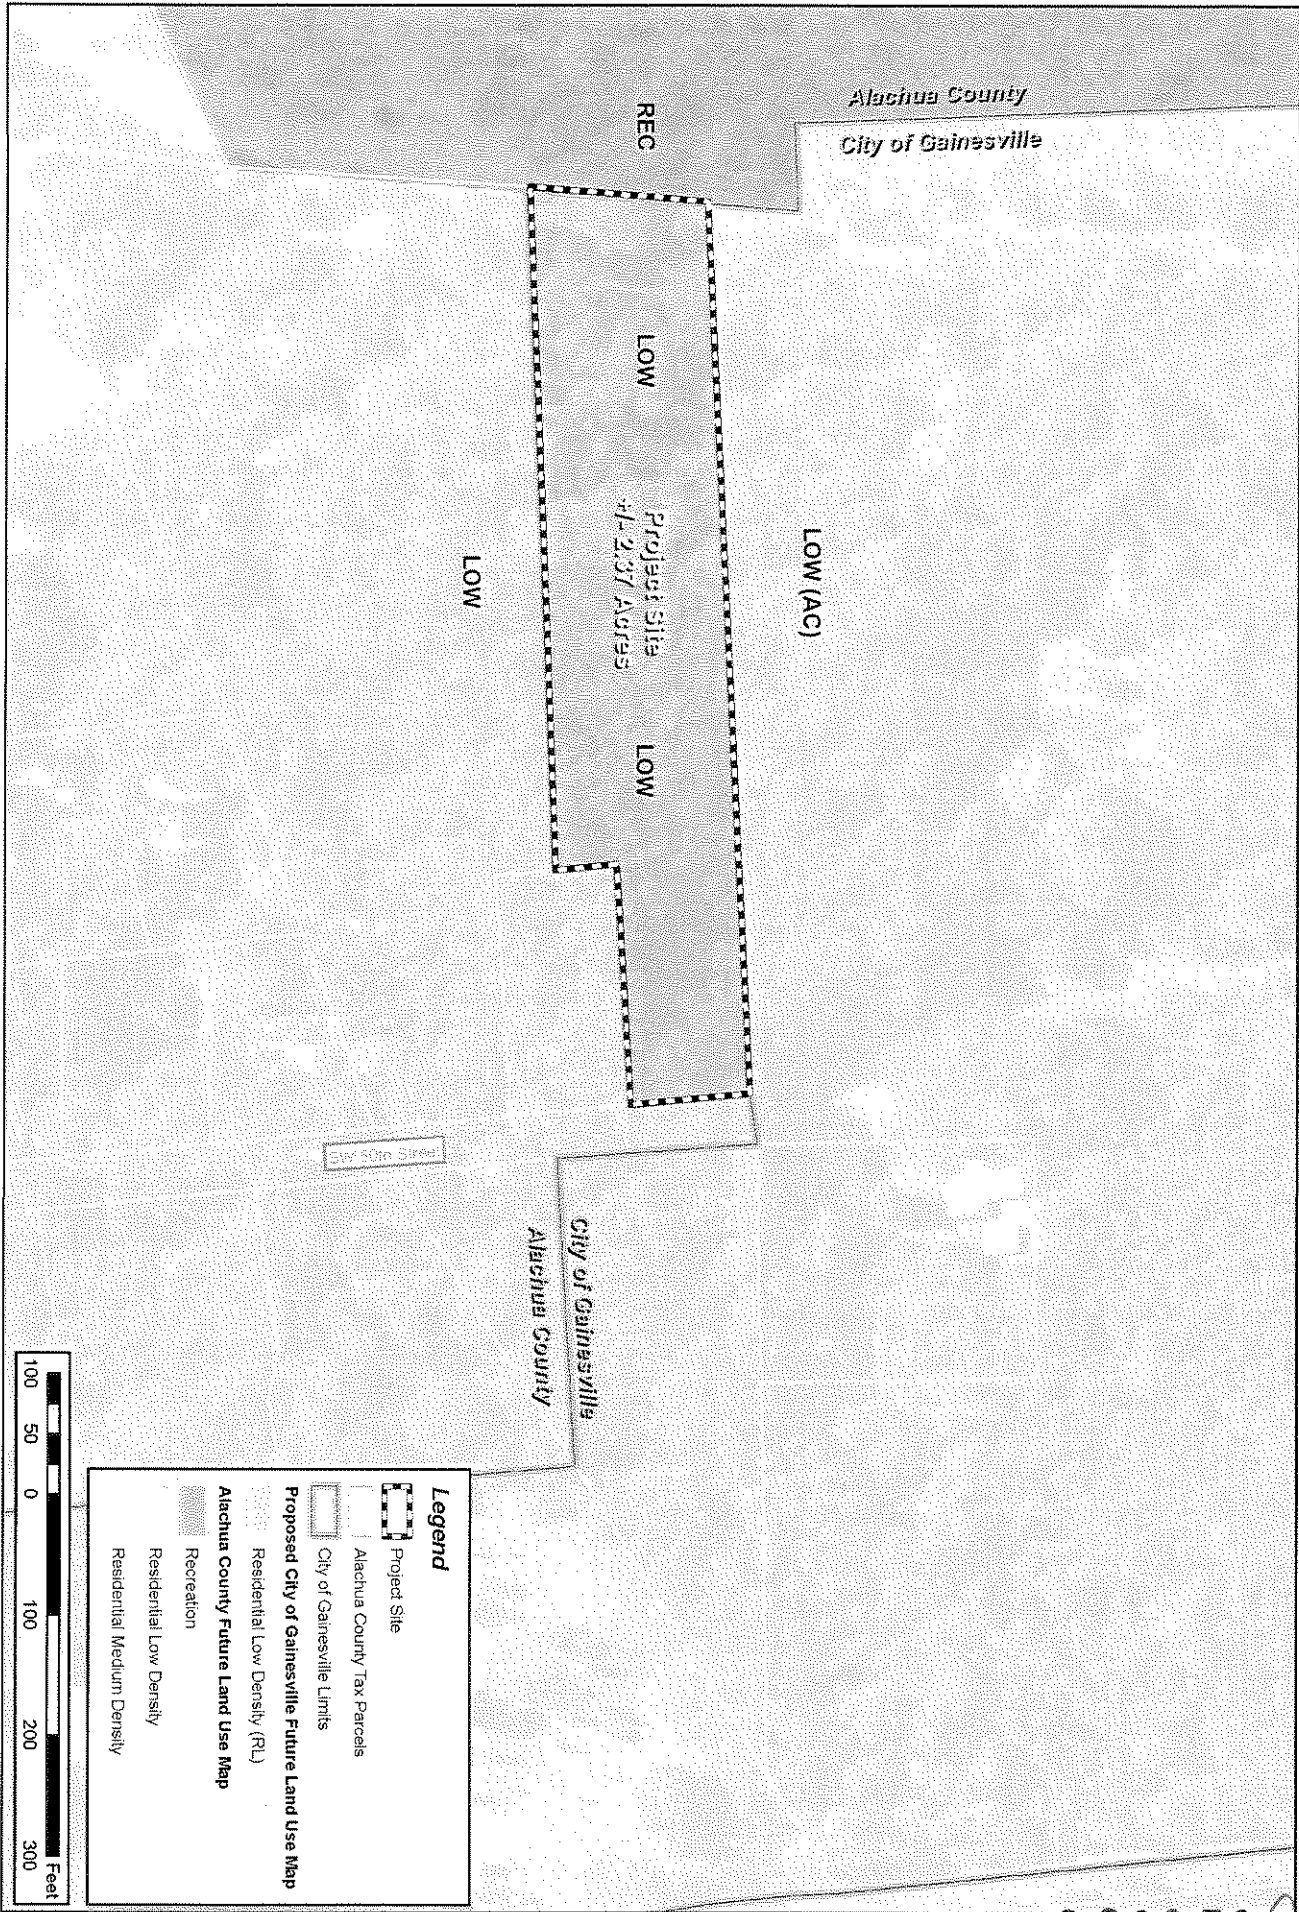 Alachua County
City of Gainesville
REC
LOW (AC)
LOW
Project Site
+/- 2.37 Acres
LOW
LOW
SW 50th Street
City of Gainesville
Alachua County
Legend
Project Site
Alachua County Tax Parcels
City of Gainesville Limits
Proposed City of Gainesville Future Land Use Map
Residential Low Density (RL)
Alachua County Future Land Use Map
Recreation
Residential Low Density
Residential Medium Density
100 50 0 100 200 300
Feet